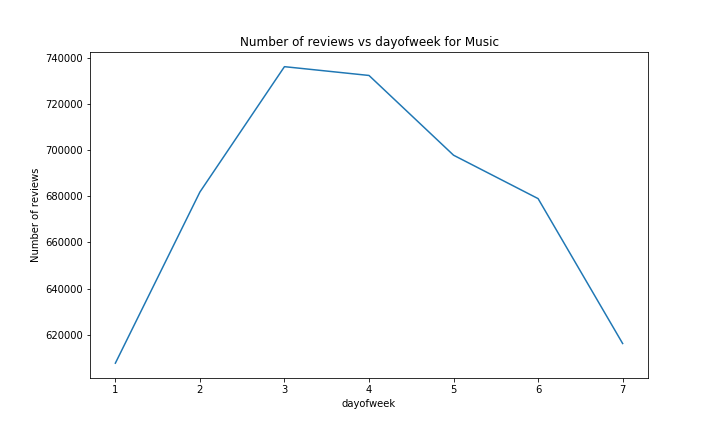 Number of reviews vs dayofweek for Music
740000
720000
700000
680000
660000
640000
620000
Number of reviews
1 2 3 4 5 6 7
dayofweek